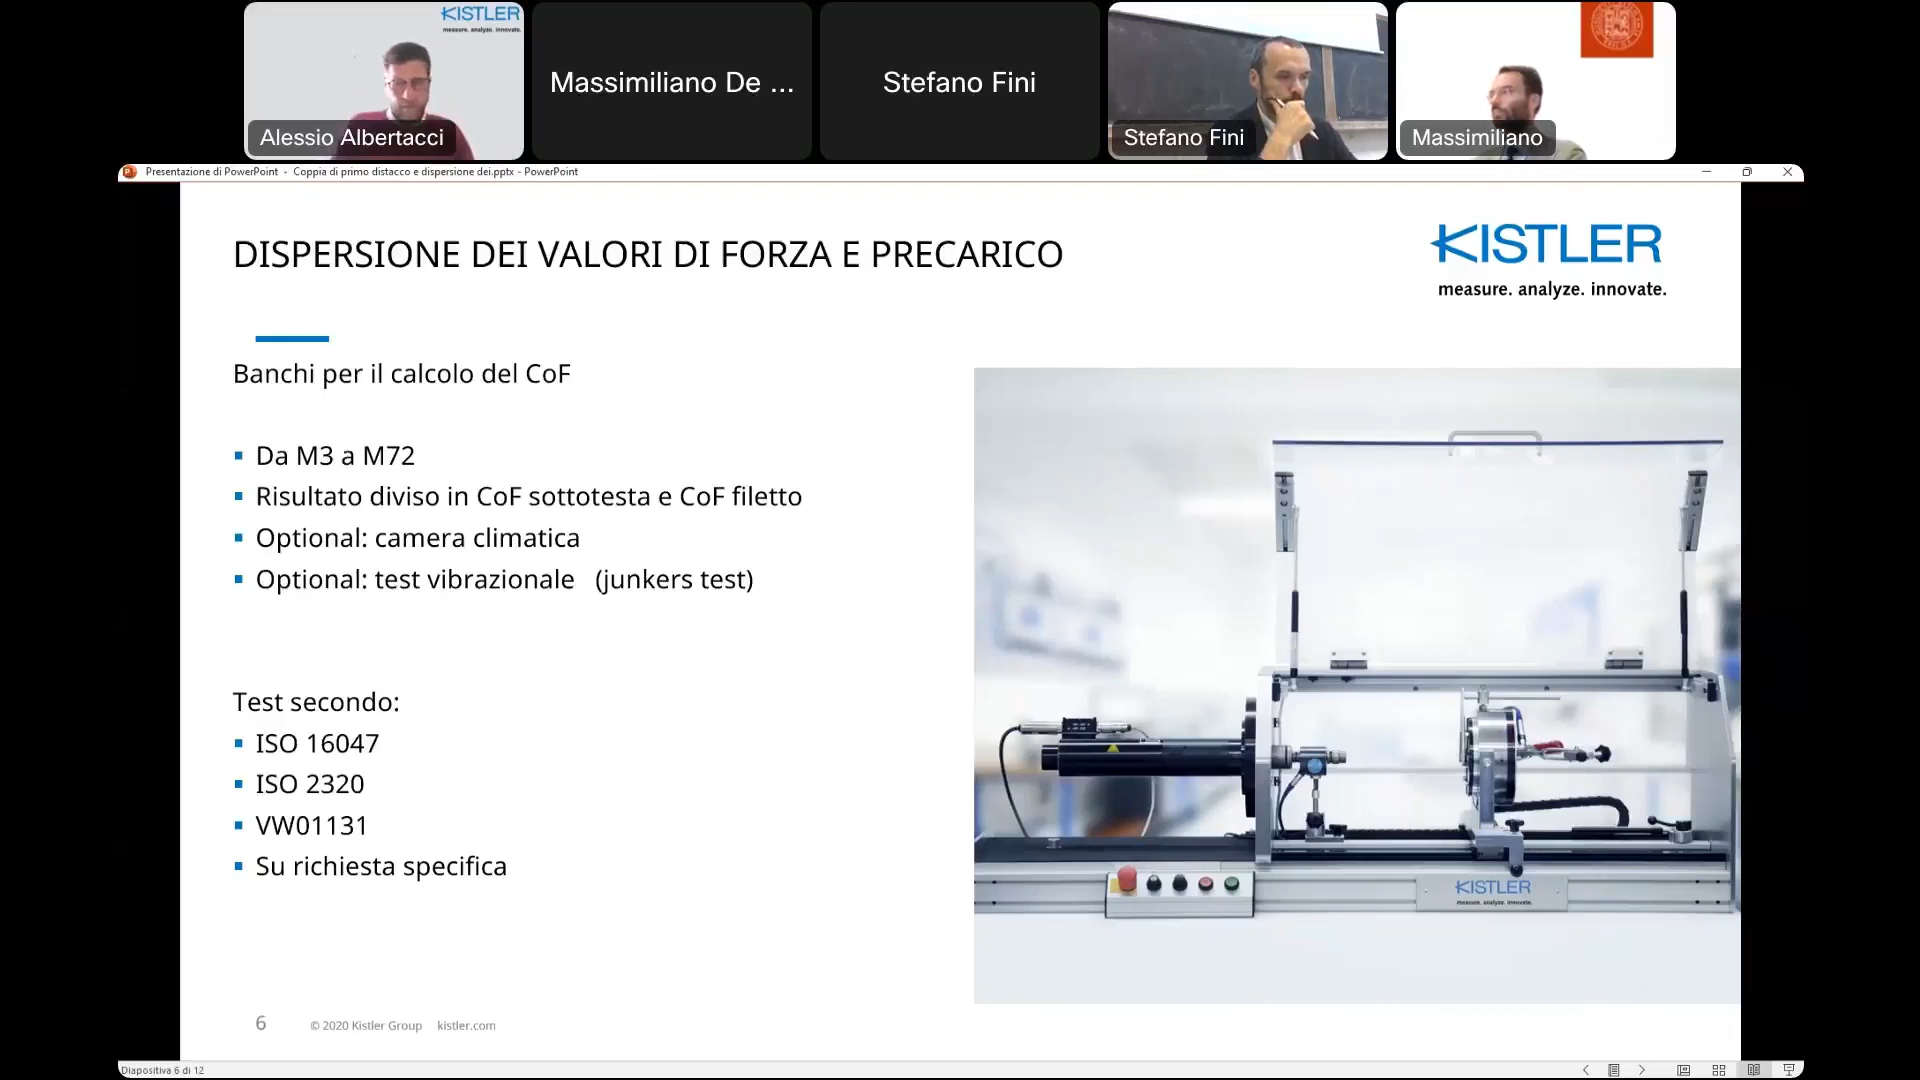 KISTLER
measure. analyze. innovate.
Alessio Albertacci
Massimiliano De ...
Stefano Fini
Stefano Fini
Massimiliano
Presentazione di PowerPoint - Coppia di primo distacco e dispersione dei.pptx - PowerPoint
DISPERSIONE DEI VALORI DI FORZA E PRECARICO
KISTLER
measure. analyze. innovate.
Banchi per il calcolo del CoF
Da M3 a M72
Risultato diviso in CoF sottotesta e CoF filetto
Optional: camera climatica
Optional: test vibrazionale (junkers test)
Test secondo:
ISO 16047
ISO 2320
VW01131
Su richiesta specifica
KISTLER
measure. analyze. innovate.
6 © 2020 Kistler Group kistler.com
Diapositiva 6 di 12